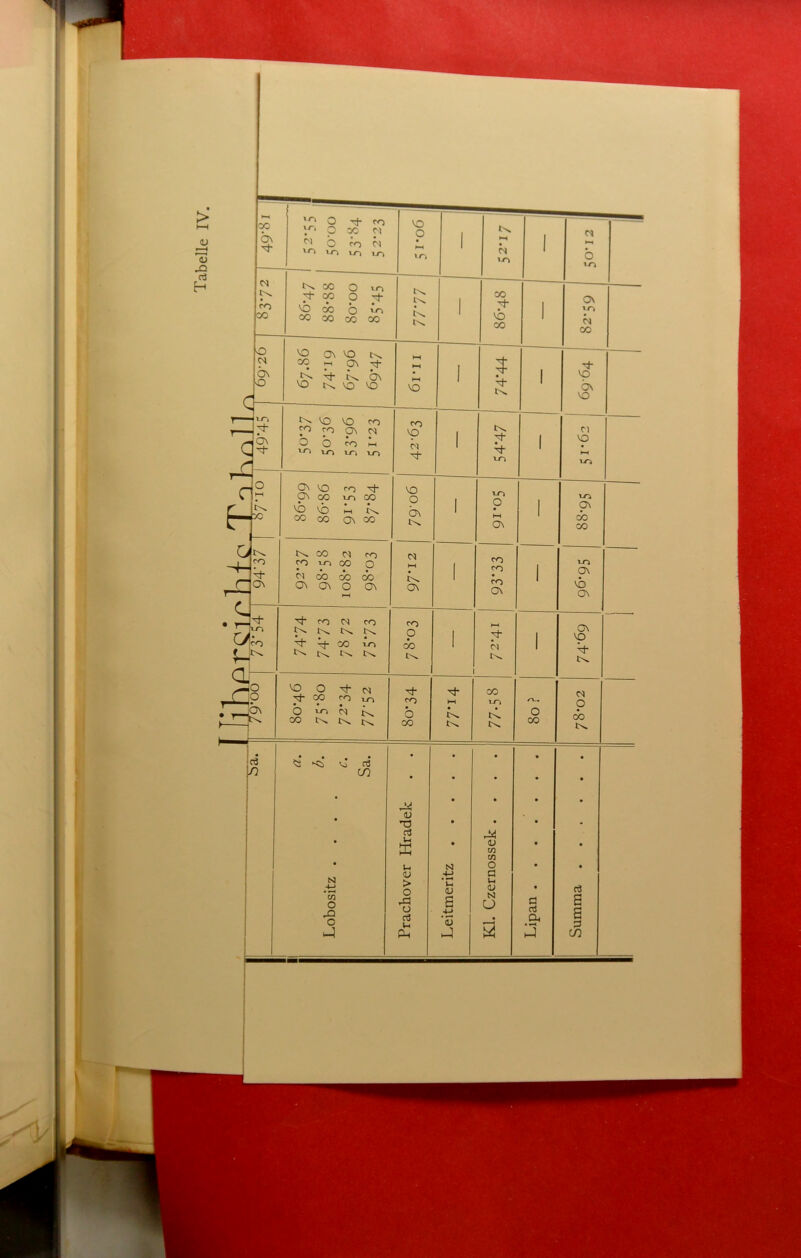 Tabelle IV.
Sa. 79·00 73·54 94·37 87·10 49·45 69·26 83·72 49·81
Lobositz . . . . a. 80·46 74·74 92·37 86·99 50·37 67.86 86·47 52·55
b. 75·80 74·73 98·58 86·86 50·36 74·19 88·88 50·00
c. 72·34 78 72 108·82 91·53 53·96 67·96 80·00 53·84
Sa. 77·52 75·73 98·03 87·84 51·23 69·47 85·45 52·23
Prachover Hradek . . 80·34 78·03 97·12 79·06 42·63 61·11 77·77 51·06
Leitmeritz . . . . . 77·14 — — — — — — —
Kl. Czernossek . . . . 77·58 72·41 93·33 91·05 54·47 74·44 86·48 52·17
Lipan . . . . . . . 80 ? — — — — — — —
Summa . . . . . . 78·02 74·69 96·95 88·95 51·62 69·64 82·59 50·12